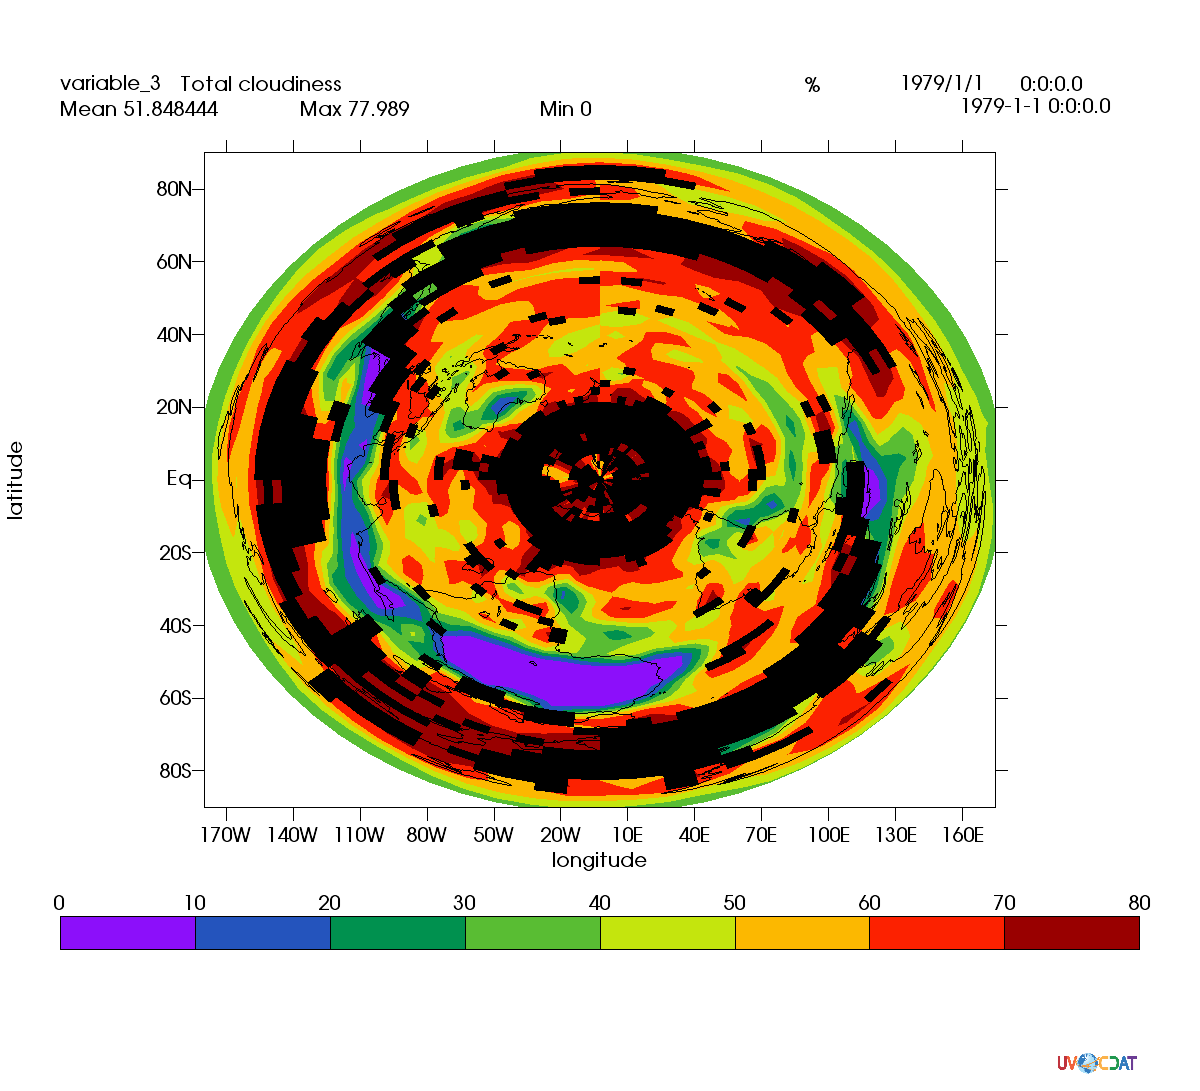 variable_3 Total cloudiness % 1979/1/1 0:0:0.0
Mean 51.848444 Max 77.989 Min 0 1979-1-1 0:0:0.0
80N
60N
40N
20N
Eq
20S
40S
60S
80S
latitude
170W 140W 110W 80W 50W 20W 10E 40E 70E 100E 130E 160E
longitude
0 10 20 30 40 50 60 70 80
UV CDAT